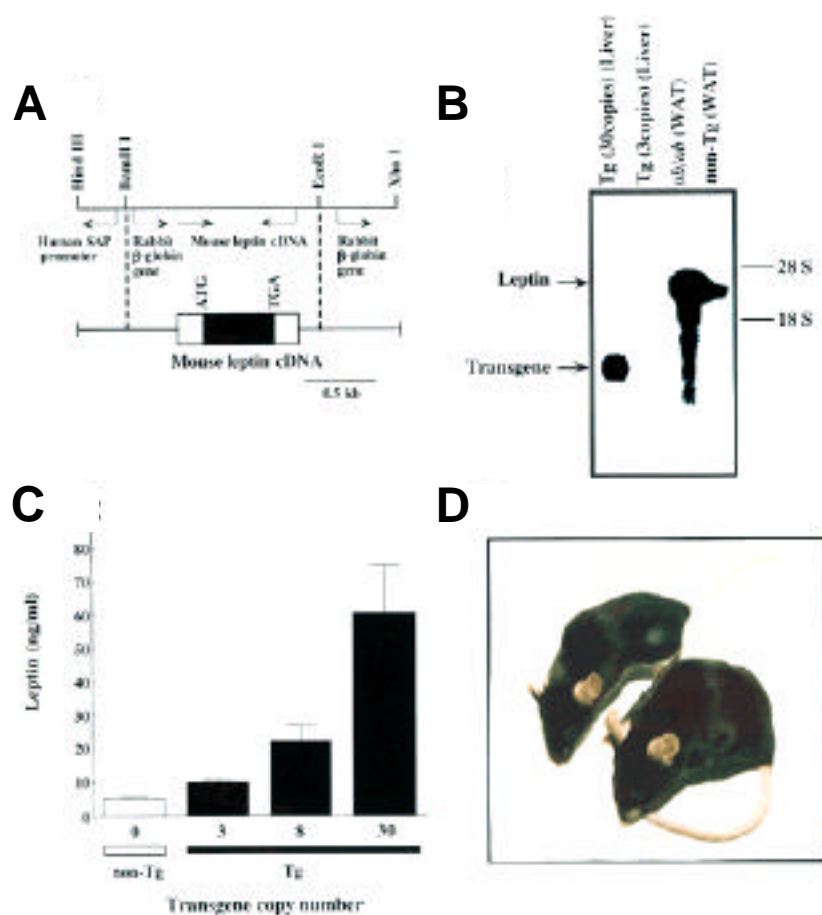 A
Hind III
BamH I
EcoR I
Xho I
Human SAP
promoter
Rabbit
β-globin
gene
Mouse leptin cDNA
Rabbit
β-globin
gene
ATG
TGA
Mouse leptin cDNA
0.5 kb
B
Tg (30copies) (Liver)
Tg (3copies) (Liver)
ob/ob (WAT)
non-Tg (WAT)
Leptin
Transgene
28 S
18 S
C
Leptin (ng/ml)
80
70
60
50
40
30
20
10
0
0
3
8
30
non-Tg
Tg
Transgene copy number
D